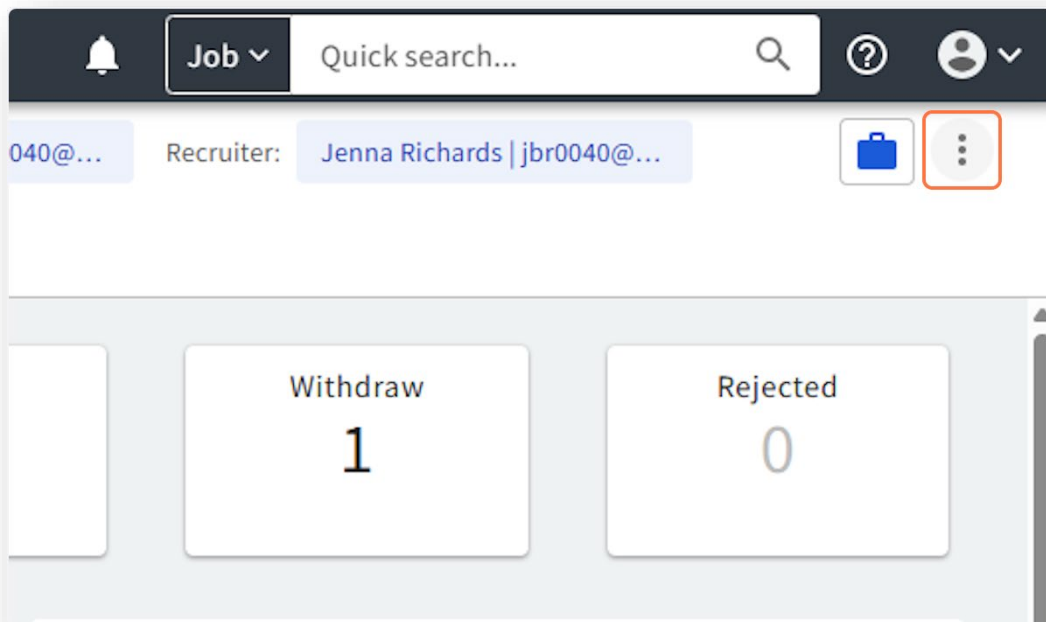 Job Quick search...
040@... Recruiter: Jenna Richards | jbr0040@...
Withdraw Rejected
1 0